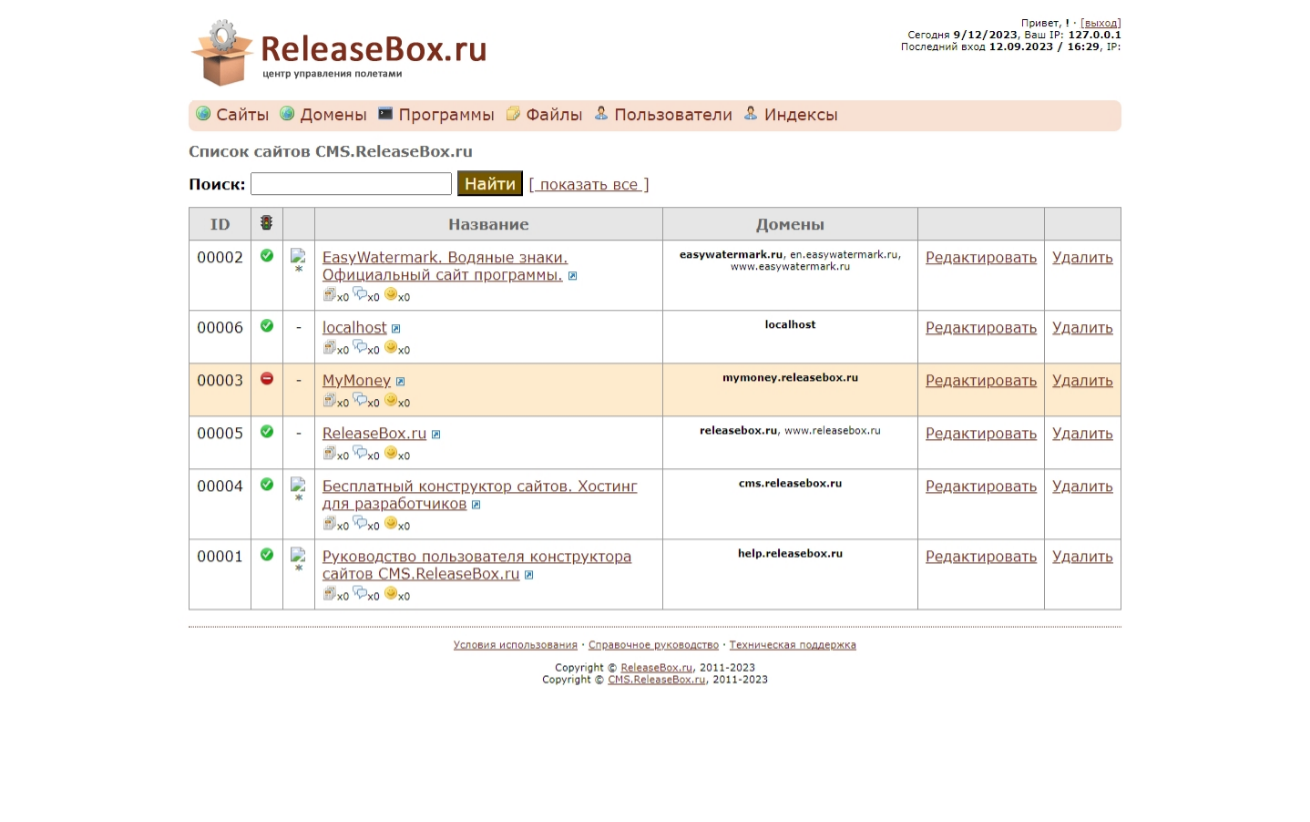 ReleaseBox.ru
центр управления полетами
Привет, ! · [выход]
Сегодня 9/12/2023, Ваш IP: 127.0.0.1
Последний вход 12.09.2023 / 16:29, IP:
Сайты Домены Программы Файлы Пользователи Индексы
Список сайтов CMS.ReleaseBox.ru
Поиск: Найти [ показать все ]
ID Название Домены
00002 EasyWatermark. Водяные знаки. easywatermark.ru, en.easywatermark.ru, Редактировать Удалить
* Официальный сайт программы. www.easywatermark.ru
x0 x0 x0
00006 - localhost localhost Редактировать Удалить
x0 x0 x0
00003 - MyMoney mymoney.releasebox.ru Редактировать Удалить
x0 x0 x0
00005 - ReleaseBox.ru releasebox.ru, www.releasebox.ru Редактировать Удалить
x0 x0 x0
00004 Бесплатный конструктор сайтов. Хостинг cms.releasebox.ru Редактировать Удалить
* для разработчиков
x0 x0 x0
00001 Руководство пользователя конструктора help.releasebox.ru Редактировать Удалить
* сайтов CMS.ReleaseBox.ru
x0 x0 x0
Условия использования · Справочное руководство · Техническая поддержка
Copyright © ReleaseBox.ru, 2011-2023
Copyright © CMS.ReleaseBox.ru, 2011-2023